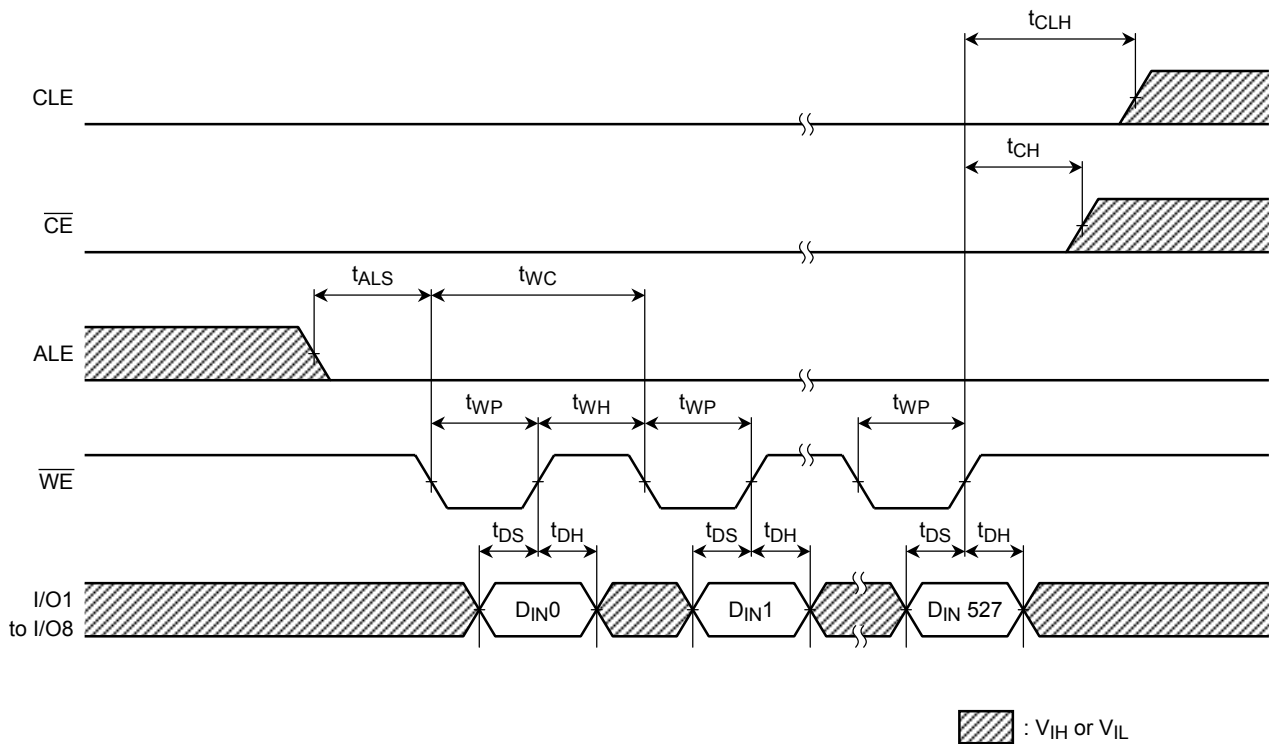 tCLH
CLE
tCH
CE
tALS
tWC
ALE
tWP
tWH
tWP
tWP
WE
tDS
tDH
tDS
tDH
tDS
tDH
I/O1
to I/O8
DIN0
DIN1
DIN 527
: VIH or VIL